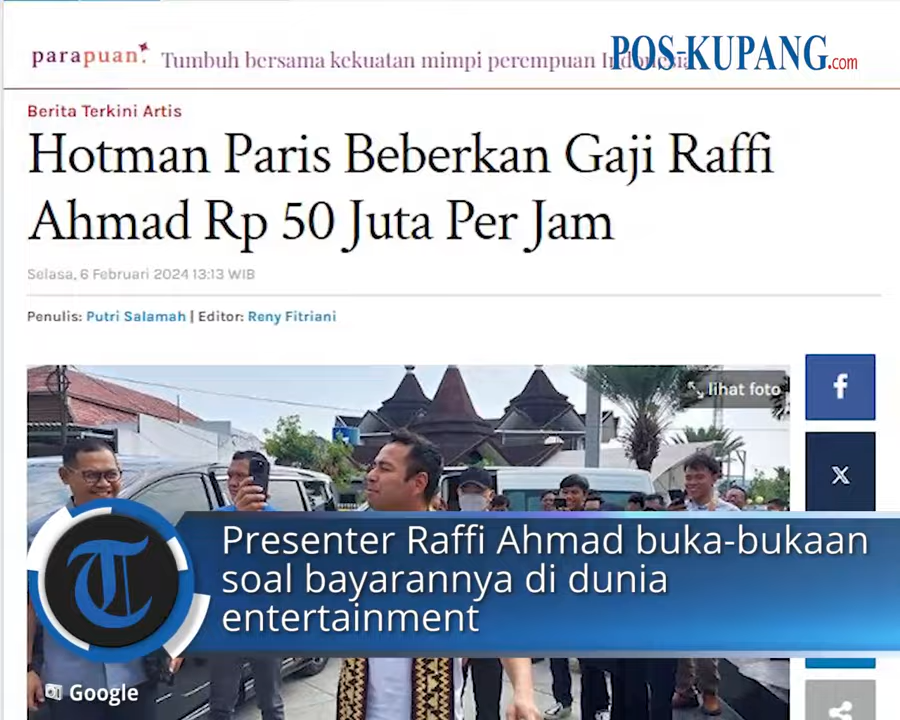 parapuan.
Tumbuh bersama kekuatan mimpi perempuan Indonesia
POS-KUPANG.com
Berita Terkini Artis
Hotman Paris Beberkan Gaji Raffi
Ahmad Rp 50 Juta Per Jam
Selasa, 6 Februari 2024 13:13 WIB
Penulis: Putri Salamah | Editor: Reny Fitriani
lihat foto
f
X
T
Presenter Raffi Ahmad buka-bukaan
soal bayarannya di dunia
entertainment
Google